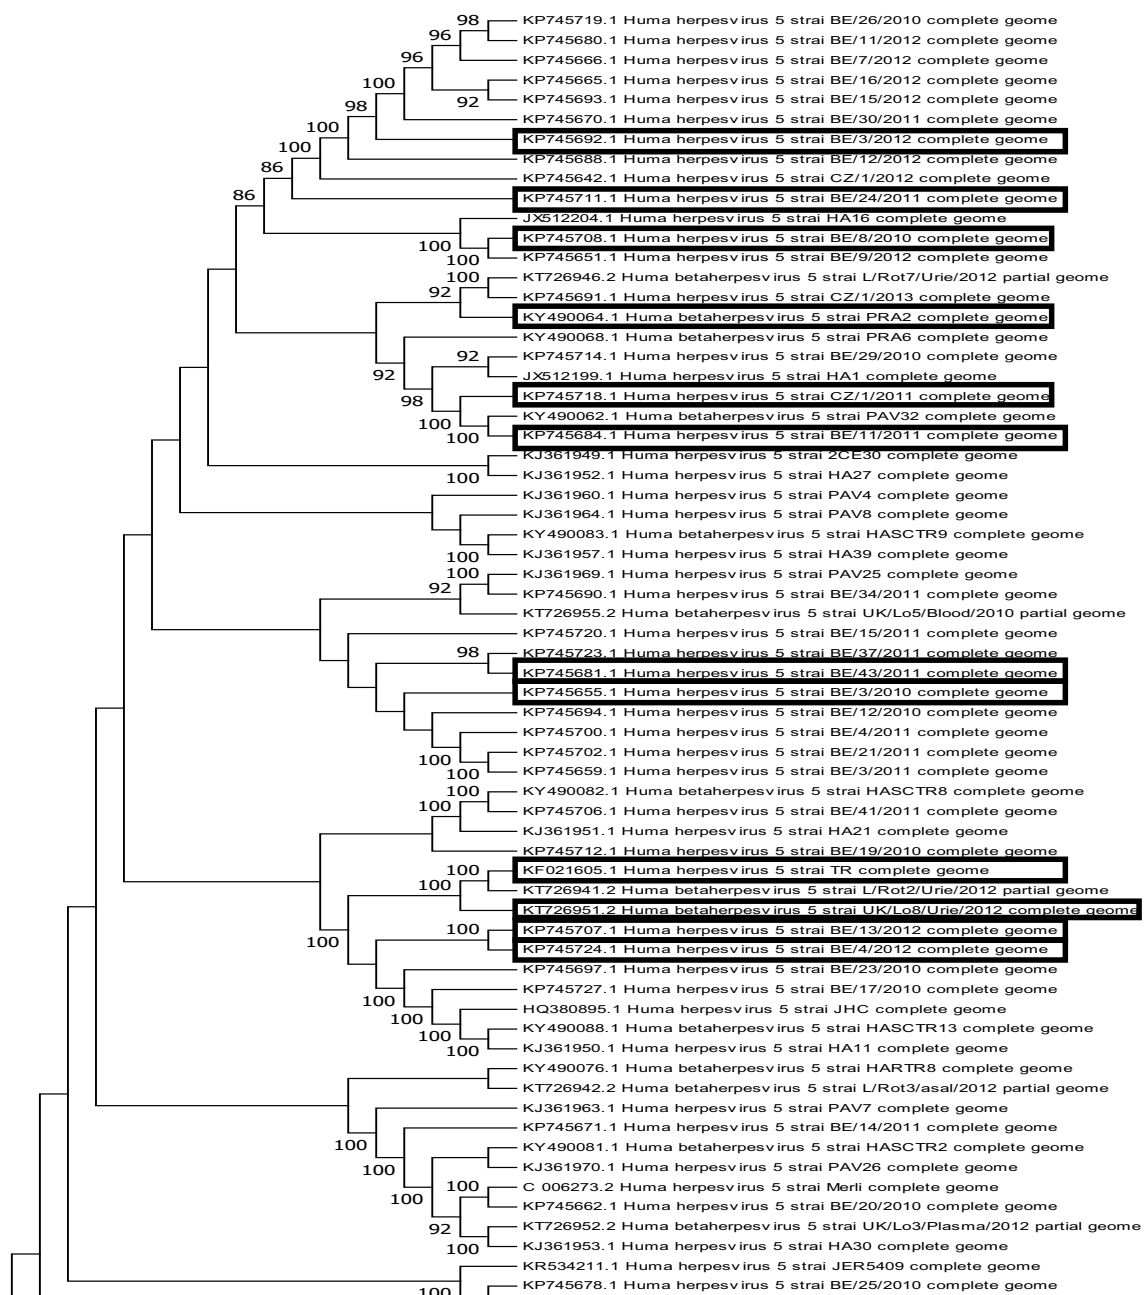 98 KP745719.1 Huma herpesvirus 5 strai BE/26/2010 complete geome
96
KP745680.1 Huma herpesvirus 5 strai BE/11/2012 complete geome
96
KP745666.1 Huma herpesvirus 5 strai BE/7/2012 complete geome
100
KP745665.1 Huma herpesvirus 5 strai BE/16/2012 complete geome
92 KP745693.1 Huma herpesvirus 5 strai BE/15/2012 complete geome
98
KP745670.1 Huma herpesvirus 5 strai BE/30/2011 complete geome
100
KP745692.1 Huma herpesvirus 5 strai BE/3/2012 complete geome
100
KP745688.1 Huma herpesvirus 5 strai BE/12/2012 complete geome
86
KP745642.1 Huma herpesvirus 5 strai CZ/1/2012 complete geome
86
KP745711.1 Huma herpesvirus 5 strai BE/24/2011 complete geome
JX512204.1 Huma herpesvirus 5 strai HA16 complete geome
KP745708.1 Huma herpesvirus 5 strai BE/8/2010 complete geome
100
100 KP745651.1 Huma herpesvirus 5 strai BE/9/2012 complete geome
100 KT726946.2 Huma betaherpesvirus 5 strai L/Rot7/Urie/2012 partial geome
92
KP745691.1 Huma herpesvirus 5 strai CZ/1/2013 complete geome
KY490064.1 Huma betaherpesvirus 5 strai PRA2 complete geome
KY490068.1 Huma betaherpesvirus 5 strai PRA6 complete geome
92 KP745714.1 Huma herpesvirus 5 strai BE/29/2010 complete geome
92
JX512199.1 Huma herpesvirus 5 strai HA1 complete geome
KP745718.1 Huma herpesvirus 5 strai CZ/1/2011 complete geome
98
KY490062.1 Huma betaherpesvirus 5 strai PAV32 complete geome
100
100 KP745684.1 Huma herpesvirus 5 strai BE/11/2011 complete geome
KJ361949.1 Huma herpesvirus 5 strai 2CE30 complete geome
100 KJ361952.1 Huma herpesvirus 5 strai HA27 complete geome
KJ361960.1 Huma herpesvirus 5 strai PAV4 complete geome
KJ361964.1 Huma herpesvirus 5 strai PAV8 complete geome
KY490083.1 Huma betaherpesvirus 5 strai HASCTR9 complete geome
100 KJ361957.1 Huma herpesvirus 5 strai HA39 complete geome
100 KJ361969.1 Huma herpesvirus 5 strai PAV25 complete geome
92
KP745690.1 Huma herpesvirus 5 strai BE/34/2011 complete geome
KT726955.2 Huma betaherpesvirus 5 strai UK/Lo5/Blood/2010 partial geome
KP745720.1 Huma herpesvirus 5 strai BE/15/2011 complete geome
98 KP745723.1 Huma herpesvirus 5 strai BE/37/2011 complete geome
KP745681.1 Huma herpesvirus 5 strai BE/43/2011 complete geome
KP745655.1 Huma herpesvirus 5 strai BE/3/2010 complete geome
KP745694.1 Huma herpesvirus 5 strai BE/12/2010 complete geome
KP745700.1 Huma herpesvirus 5 strai BE/4/2011 complete geome
KP745702.1 Huma herpesvirus 5 strai BE/21/2011 complete geome
100
100 KP745659.1 Huma herpesvirus 5 strai BE/3/2011 complete geome
100 KY490082.1 Huma betaherpesvirus 5 strai HASCTR8 complete geome
100
KP745706.1 Huma herpesvirus 5 strai BE/41/2011 complete geome
KJ361951.1 Huma herpesvirus 5 strai HA21 complete geome
KP745712.1 Huma herpesvirus 5 strai BE/19/2010 complete geome
100 KF021605.1 Huma herpesvirus 5 strai TR complete geome
100
KT726941.2 Huma betaherpesvirus 5 strai L/Rot2/Urie/2012 partial geome
KT726951.2 Huma betaherpesvirus 5 strai UK/Lo8/Urie/2012 complete geome
100 KP745707.1 Huma herpesvirus 5 strai BE/13/2012 complete geome
100
KP745724.1 Huma herpesvirus 5 strai BE/4/2012 complete geome
KP745697.1 Huma herpesvirus 5 strai BE/23/2010 complete geome
KP745727.1 Huma herpesvirus 5 strai BE/17/2010 complete geome
100
HQ380895.1 Huma herpesvirus 5 strai JHC complete geome
100
KY490088.1 Huma betaherpesvirus 5 strai HASCTR13 complete geome
100
100 KJ361950.1 Huma herpesvirus 5 strai HA11 complete geome
KY490076.1 Huma betaherpesvirus 5 strai HARTR8 complete geome
KT726942.2 Huma betaherpesvirus 5 strai L/Rot3/asal/2012 partial geome
KJ361963.1 Huma herpesvirus 5 strai PAV7 complete geome
KP745671.1 Huma herpesvirus 5 strai BE/14/2011 complete geome
100
KY490081.1 Huma betaherpesvirus 5 strai HASCTR2 complete geome
100
KJ361970.1 Huma herpesvirus 5 strai PAV26 complete geome
100 C 006273.2 Huma herpesvirus 5 strai Merli complete geome
100
KP745662.1 Huma herpesvirus 5 strai BE/20/2010 complete geome
92 KT726952.2 Huma betaherpesvirus 5 strai UK/Lo3/Plasma/2012 partial geome
100 KJ361953.1 Huma herpesvirus 5 strai HA30 complete geome
KR534211.1 Huma herpesvirus 5 strai JER5409 complete geome
KP745678.1 Huma herpesvirus 5 strai BE/25/2010 complete geome
100